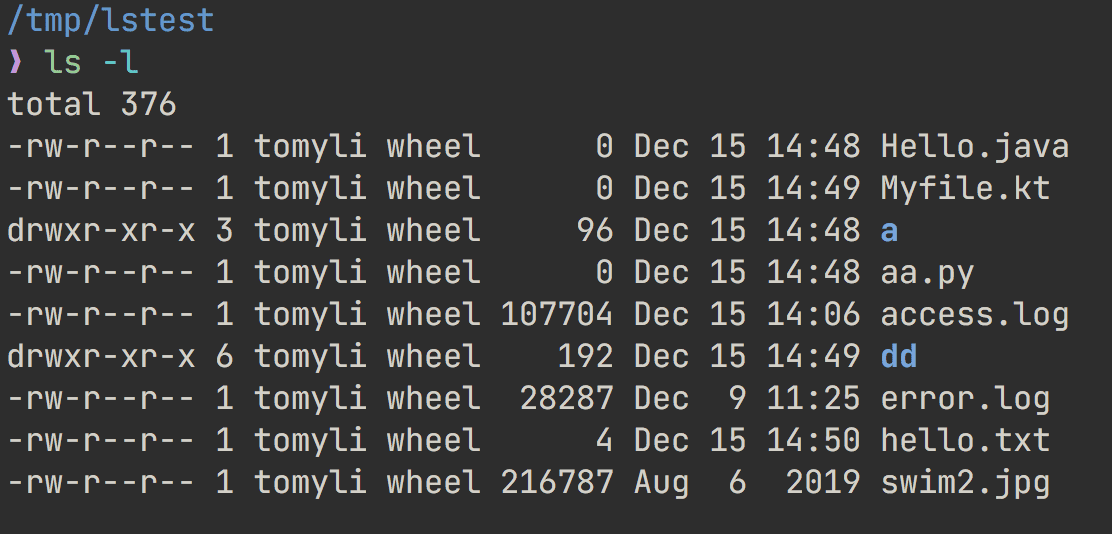 /tmp/lstest
❱ ls -l
total 376
-rw-r--r-- 1 tomyli wheel      0 Dec 15 14:48 Hello.java
-rw-r--r-- 1 tomyli wheel      0 Dec 15 14:49 Myfile.kt
drwxr-xr-x 3 tomyli wheel     96 Dec 15 14:48 a
-rw-r--r-- 1 tomyli wheel      0 Dec 15 14:48 aa.py
-rw-r--r-- 1 tomyli wheel 107704 Dec 15 14:06 access.log
drwxr-xr-x 6 tomyli wheel    192 Dec 15 14:49 dd
-rw-r--r-- 1 tomyli wheel  28287 Dec  9 11:25 error.log
-rw-r--r-- 1 tomyli wheel      4 Dec 15 14:50 hello.txt
-rw-r--r-- 1 tomyli wheel 216787 Aug  6  2019 swim2.jpg